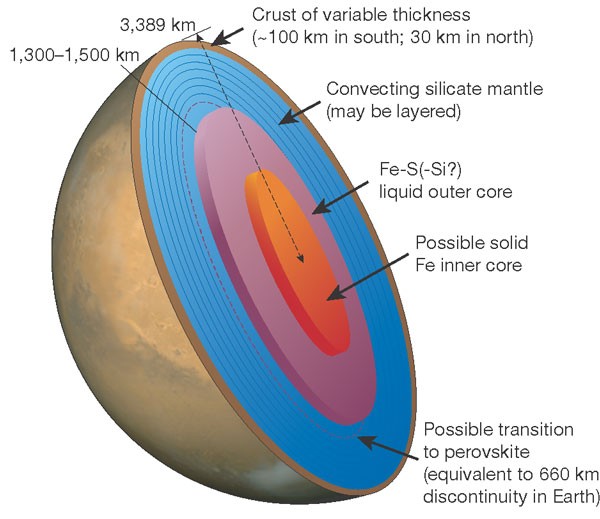 3,389 km
1,300–1,500 km
Crust of variable thickness
(~100 km in south; 30 km in north)
Convecting silicate mantle
(may be layered)
Fe-S(-Si?)
liquid outer core
Possible solid
Fe inner core
Possible transition
to perovskite
(equivalent to 660 km
discontinuity in Earth)